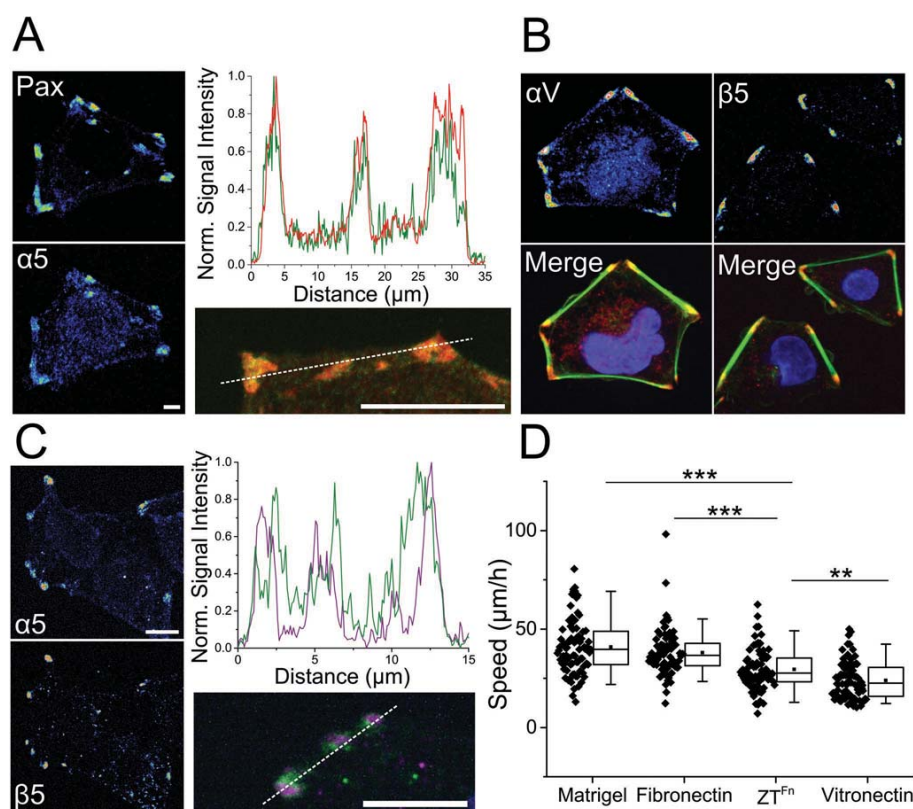 A
Pax
α5
Norm. Signal Intensity
1.0
0.8
0.6
0.4
0.2
0.0
0 5 10 15 20 25 30 35
Distance (µm)
B
αV
β5
Merge
Merge
C
α5
β5
Norm. Signal Intensity
1.0
0.8
0.6
0.4
0.2
0.0
0 5 10 15
Distance (µm)
D
***
***
**
Speed (µm/h)
100
50
0
Matrigel Fibronectin ZTFn Vitronectin